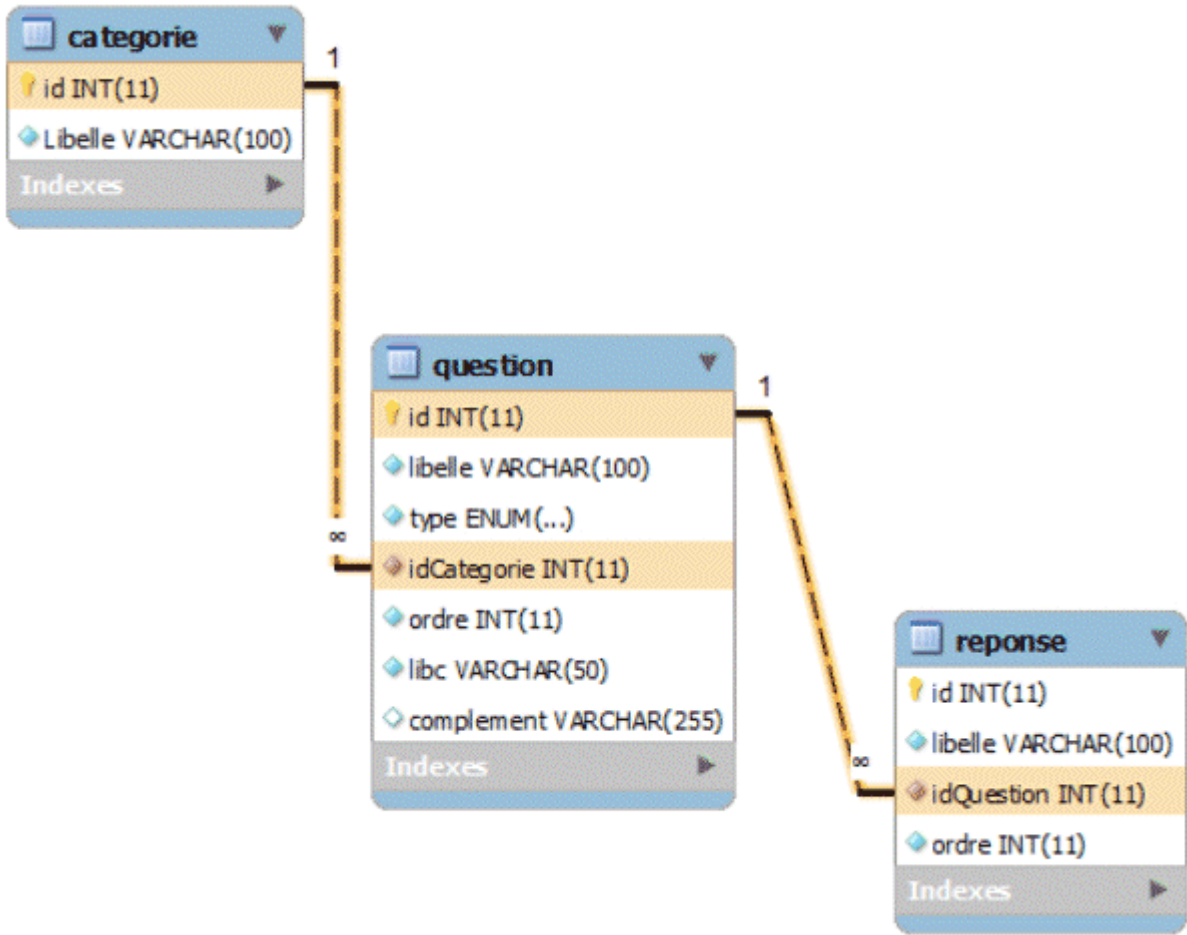 categorie
1
id INT(11)
Libelle VARCHAR(100)
Indexes
question
1
id INT(11)
libelle VARCHAR(100)
type ENUM(...)
∞
idCategorie INT(11)
ordre INT(11)
libc VARCHAR(50)
complement VARCHAR(255)
Indexes
reponse
id INT(11)
libelle VARCHAR(100)
∞
idQuestion INT(11)
ordre INT(11)
Indexes